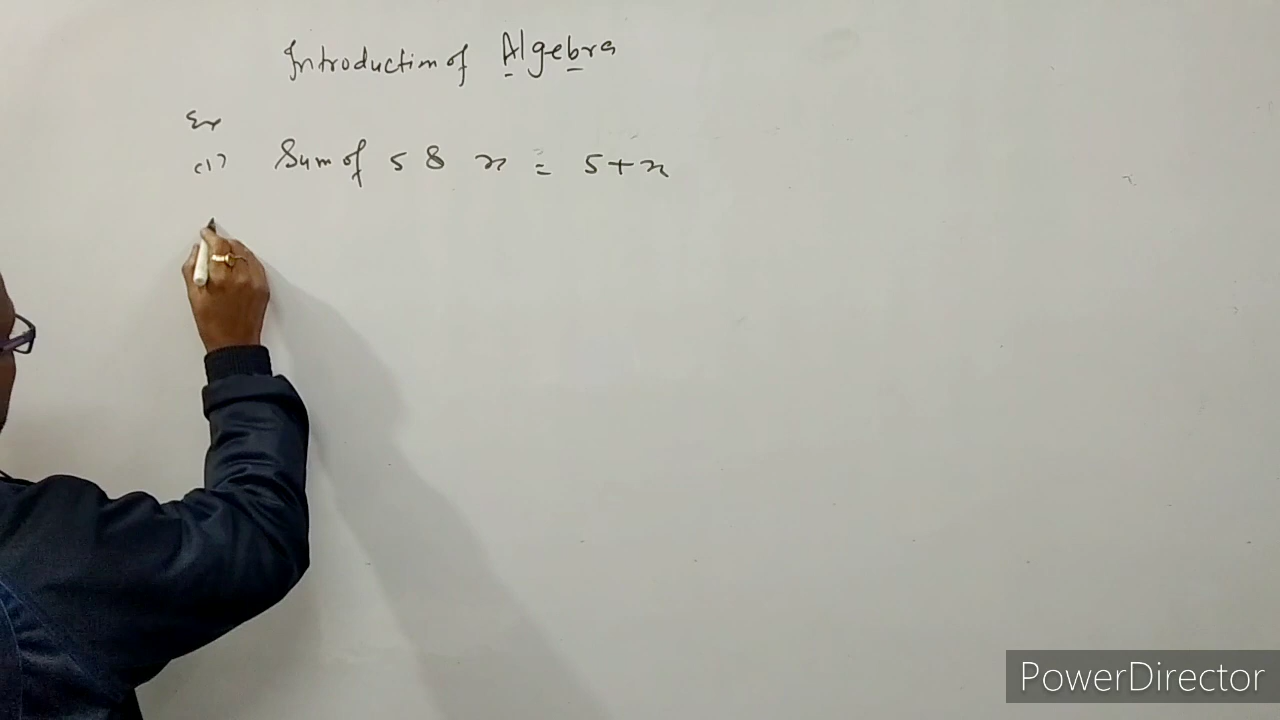 Introduction of Algebra
Ex
(1) Sum of 5 & x = 5+x
PowerDirector